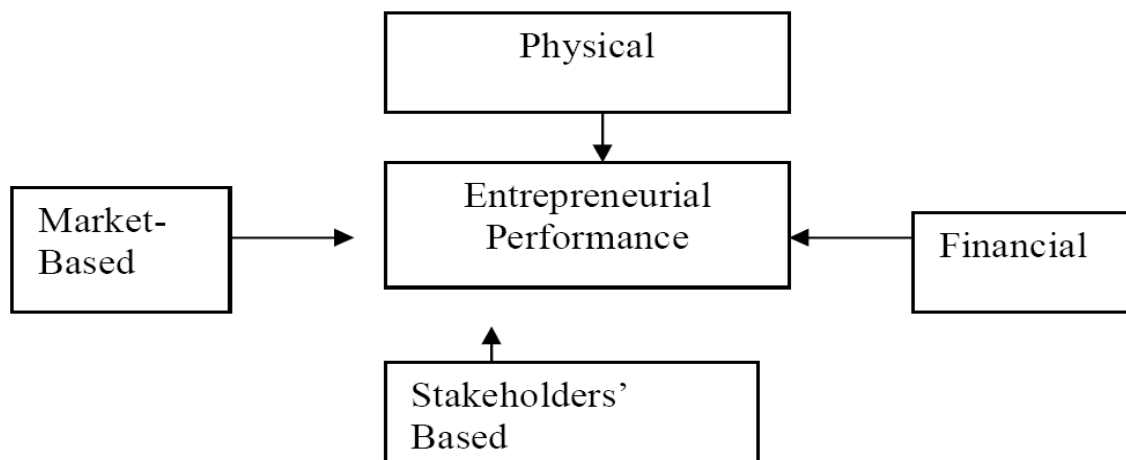 Physical
Entrepreneurial
Performance
Market-
Based
Financial
Stakeholders’
Based